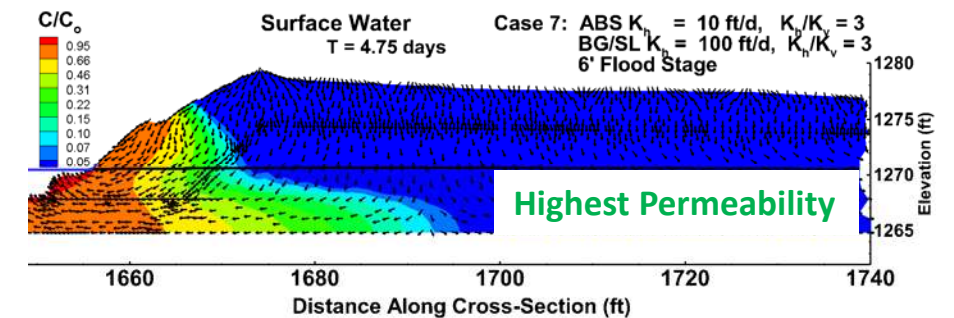 C/Co
0.95
0.66
0.46
0.31
0.22
0.15
0.10
0.07
0.05
Surface Water
T = 4.75 days
Case 7: ABS Kh = 10 ft/d, Kh/Kv = 3
BG/SL Kh = 100 ft/d, Kh/Kv = 3
6' Flood Stage
1280
1275
1270
1265
Elevation (ft)
Highest Permeability
1660
1680
1700
1720
1740
Distance Along Cross-Section (ft)